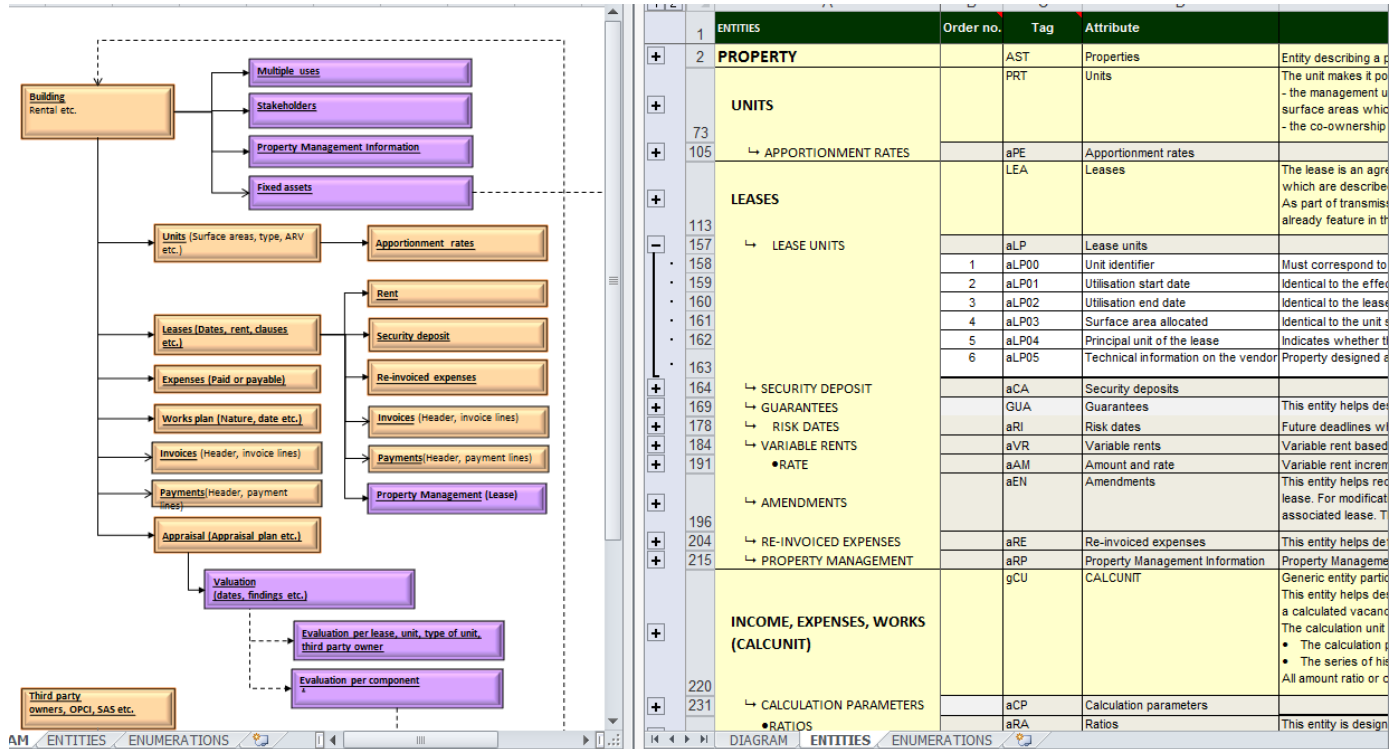 Building
Rental etc.
Multiple uses
Stakeholders
Property Management Information
Fixed assets
Units (Surface areas, type, ARV
etc.)
Apportionment rates
Rent
Leases (Dates, rent, clauses
etc.)
Security deposit
Expenses (Paid or payable)
Re-invoiced expenses
Works plan (Nature, date etc.)
Invoices (Header, invoice lines)
Invoices (Header, invoice lines)
Payments(Header, payment lines)
Payments(Header, payment
lines)
Property Management (Lease)
Appraisal (Appraisal plan etc.)
Valuation
(dates, findings etc.)
Evaluation per lease, unit, type of unit,
third party owner
Evaluation per component
Third party
owners, OPCI, SAS etc.
AM ENTITIES ENUMERATIONS
1 2
1 ENTITIES Order no. Tag Attribute
2 PROPERTY AST Properties Entity describing a p
PRT Units The unit makes it po
- the management u
UNITS surface areas whic
73 - the co-ownership
105 ↳ APPORTIONMENT RATES aPE Apportionment rates
LEA Leases The lease is an agre
which are describe
LEASES As part of transmiss
113 already feature in th
157 ↳ LEASE UNITS aLP Lease units
158 1 aLP00 Unit identifier Must correspond to
159 2 aLP01 Utilisation start date Identical to the effec
160 3 aLP02 Utilisation end date Identical to the lease
161 4 aLP03 Surface area allocated Identical to the unit s
162 5 aLP04 Principal unit of the lease Indicates whether th
163 6 aLP05 Technical information on the vendor Property designed a
164 ↳ SECURITY DEPOSIT aCA Security deposits
169 ↳ GUARANTEES GUA Guarantees This entity helps des
178 ↳ RISK DATES aRI Risk dates Future deadlines wh
184 ↳ VARIABLE RENTS aVR Variable rents Variable rent based
191 •RATE aAM Amount and rate Variable rent increm
aEN Amendments This entity helps rec
↳ AMENDMENTS lease. For modificat
196 associated lease. T
204 ↳ RE-INVOICED EXPENSES aRE Re-invoiced expenses This entity helps def
215 ↳ PROPERTY MANAGEMENT aRP Property Management Information Property Manageme
gCU CALCUNIT Generic entity partic
This entity helps des
a calculated vacanc
INCOME, EXPENSES, WORKS The calculation unit
(CALCUNIT) • The calculation p
• The series of his
220 All amount ratio or c
231 ↳ CALCULATION PARAMETERS aCP Calculation parameters
•RATIOS aRA Ratios This entity is design
DIAGRAM ENTITIES ENUMERATIONS